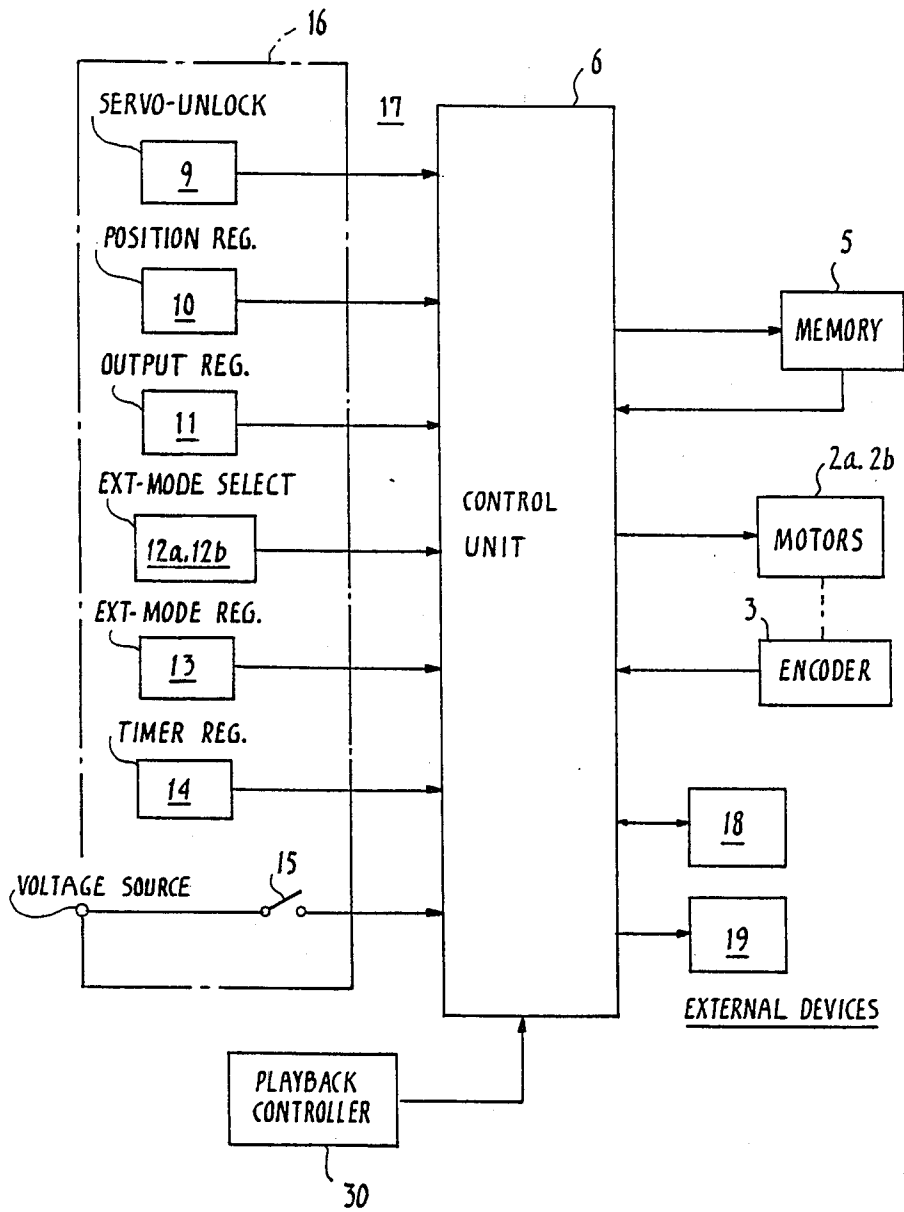 16
6
17
SERVO-UNLOCK
9
POSITION REG.
10
5
MEMORY
OUTPUT REG.
11
2a.2b
EXT-MODE SELECT
12a.12b
CONTROL
UNIT
MOTORS
EXT-MODE REG.
13
3
ENCODER
TIMER REG.
14
18
15
VOLTAGE SOURCE
19
EXTERNAL DEVICES
PLAYBACK
CONTROLLER
30